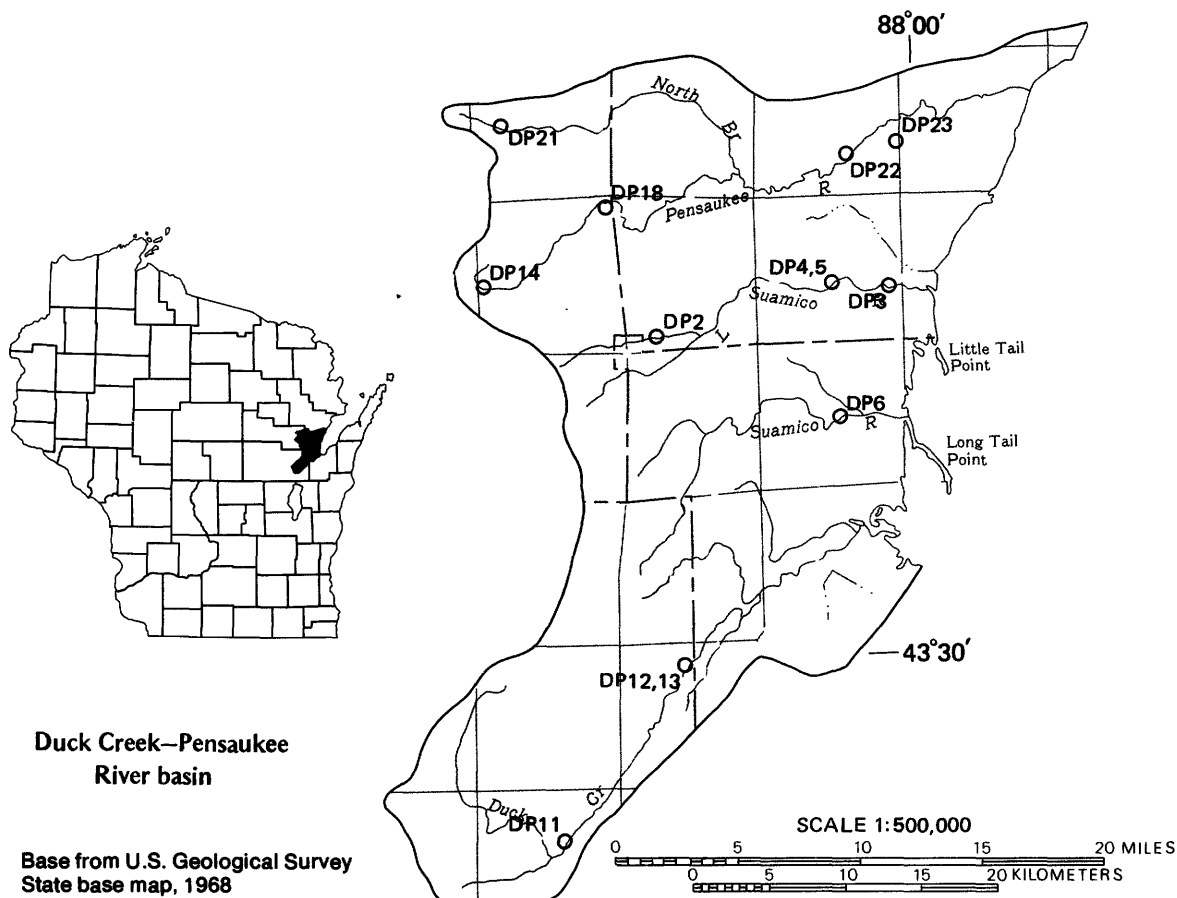 88°00'
North
Br
DP21
DP23
DP22
DP18
Pensaukee
R
DP14
DP4,5
Suamico
DP3
R
DP2
L
Little Tail
Point
DP6
Suamico
R
Long Tail
Point
43°30'
DP12,13
Duck Creek—Pensaukee
River basin
Duck
Cr
DP11
SCALE 1:500,000
0 5 10 15 20 MILES
0 5 10 15 20 KILOMETERS
Base from U.S. Geological Survey
State base map, 1968